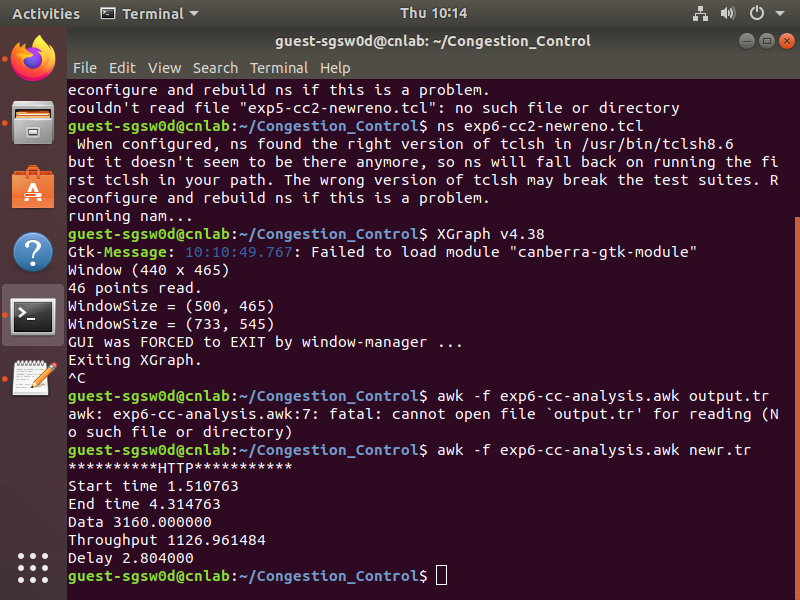 Activities Terminal Thu 10:14
guest-sgsw0d@cnlab: ~/Congestion_Control
File Edit View Search Terminal Help
econfigure and rebuild ns if this is a problem.
couldn't read file "exp5-cc2-newreno.tcl": no such file or directory
guest-sgsw0d@cnlab:~/Congestion_Control$ ns exp6-cc2-newreno.tcl
 When configured, ns found the right version of tclsh in /usr/bin/tclsh8.6
but it doesn't seem to be there anymore, so ns will fall back on running the fi
rst tclsh in your path. The wrong version of tclsh may break the test suites. R
econfigure and rebuild ns if this is a problem.
running nam...
guest-sgsw0d@cnlab:~/Congestion_Control$ XGraph v4.38
Gtk-Message: 10:10:49.767: Failed to load module "canberra-gtk-module"
Window (440 x 465)
46 points read.
WindowSize = (500, 465)
WindowSize = (733, 545)
GUI was FORCED to EXIT by window-manager ...
Exiting XGraph.
^C
guest-sgsw0d@cnlab:~/Congestion_Control$ awk -f exp6-cc-analysis.awk output.tr
awk: exp6-cc-analysis.awk:7: fatal: cannot open file `output.tr' for reading (N
o such file or directory)
guest-sgsw0d@cnlab:~/Congestion_Control$ awk -f exp6-cc-analysis.awk newr.tr
**********HTTP***********
Start time 1.510763
End time 4.314763
Data 3160.000000
Throughput 1126.961484
Delay 2.804000
guest-sgsw0d@cnlab:~/Congestion_Control$